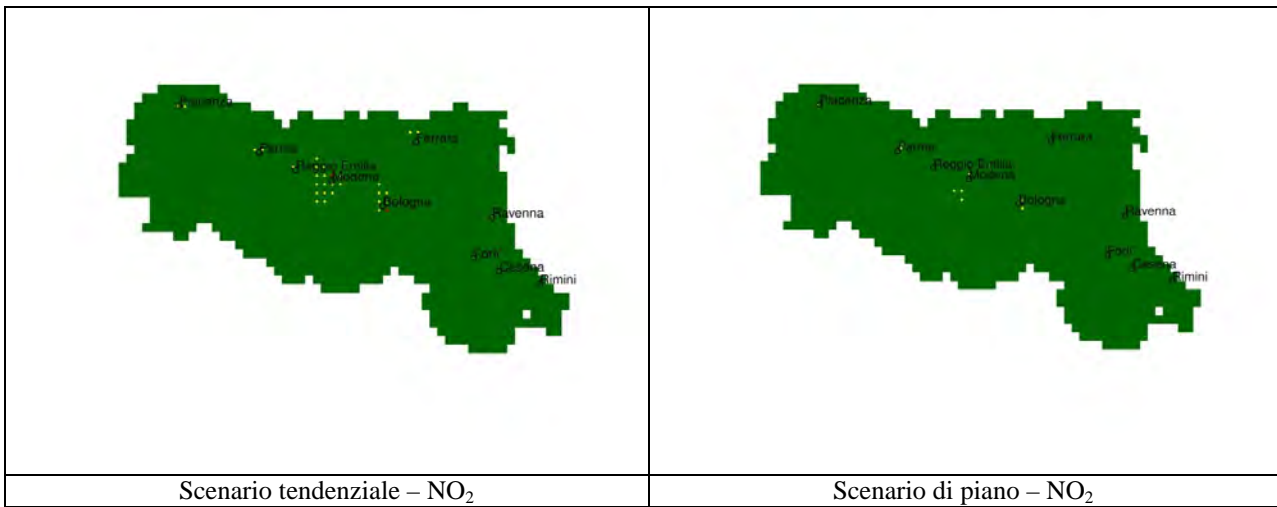 Piacenza
Parma
Reggio Emilia
Modena
Ferrara
Bologna
Ravenna
Forlì
Cesena
Rimini
Piacenza
Parma
Reggio Emilia
Modena
Ferrara
Bologna
Ravenna
Forlì
Cesena
Rimini
Scenario tendenziale – NO₂
Scenario di piano – NO₂